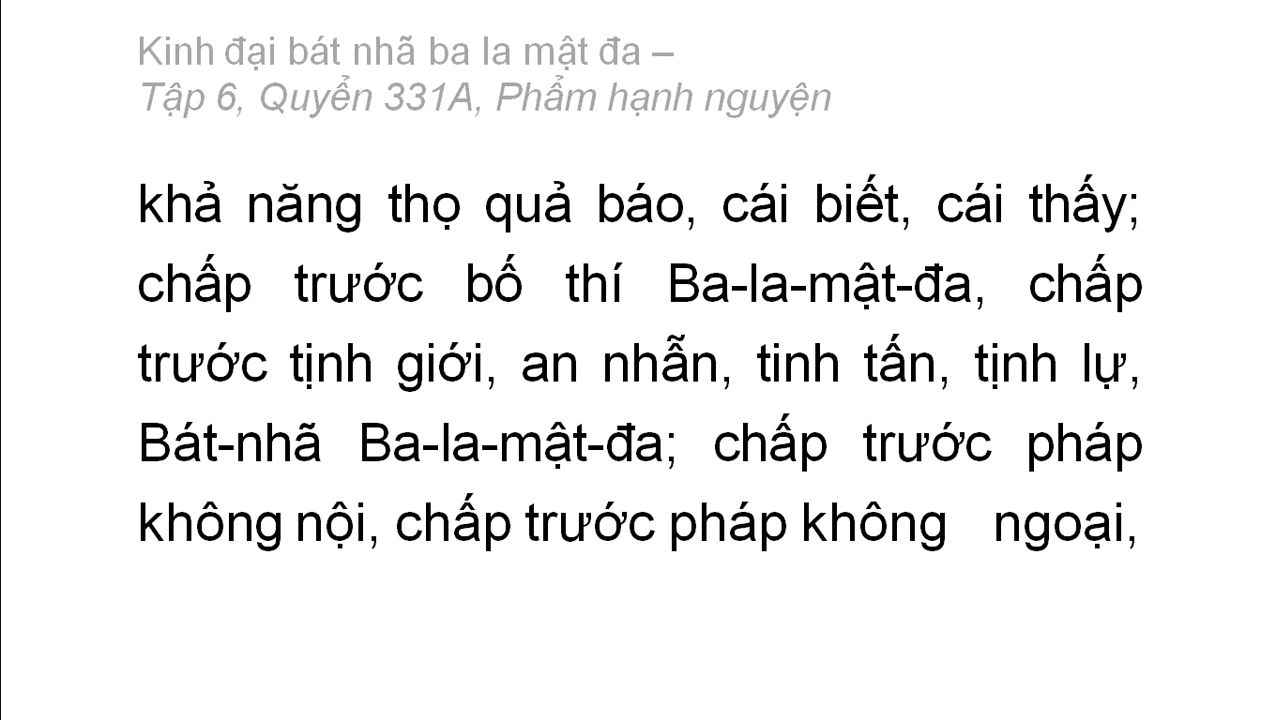 Kinh đại bát nhã ba la mật đa –
Tập 6, Quyển 331A, Phẩm hạnh nguyện
khả năng thọ quả báo, cái biết, cái thấy;
chấp trước bố thí Ba-la-mật-đa, chấp
trước tịnh giới, an nhẫn, tinh tấn, tịnh lự,
Bát-nhã Ba-la-mật-đa; chấp trước pháp
không nội, chấp trước pháp không ngoại,